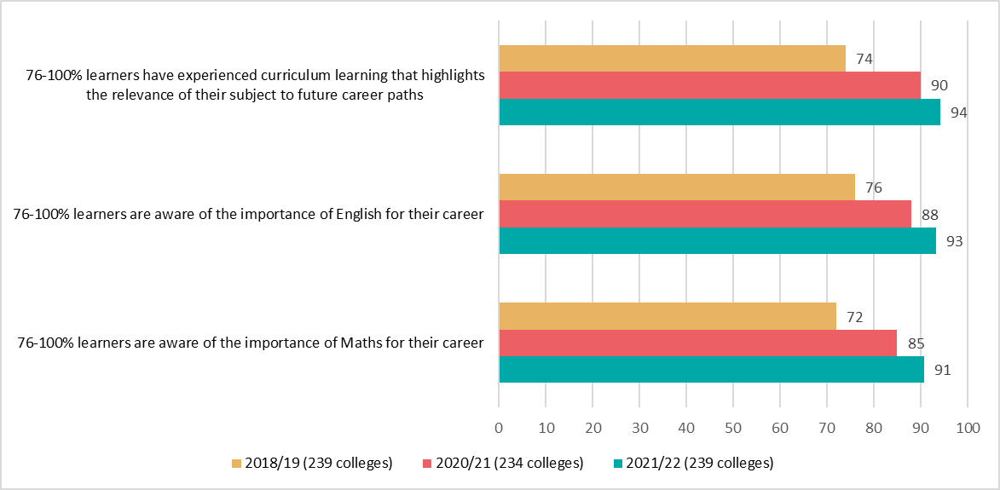 76-100% learners have experienced curriculum learning that highlights
the relevance of their subject to future career paths
74
90
94
76-100% learners are aware of the importance of English for their career
76
88
93
76-100% learners are aware of the importance of Maths for their career
72
85
91
0 10 20 30 40 50 60 70 80 90 100
2018/19 (239 colleges) 2020/21 (234 colleges) 2021/22 (239 colleges)